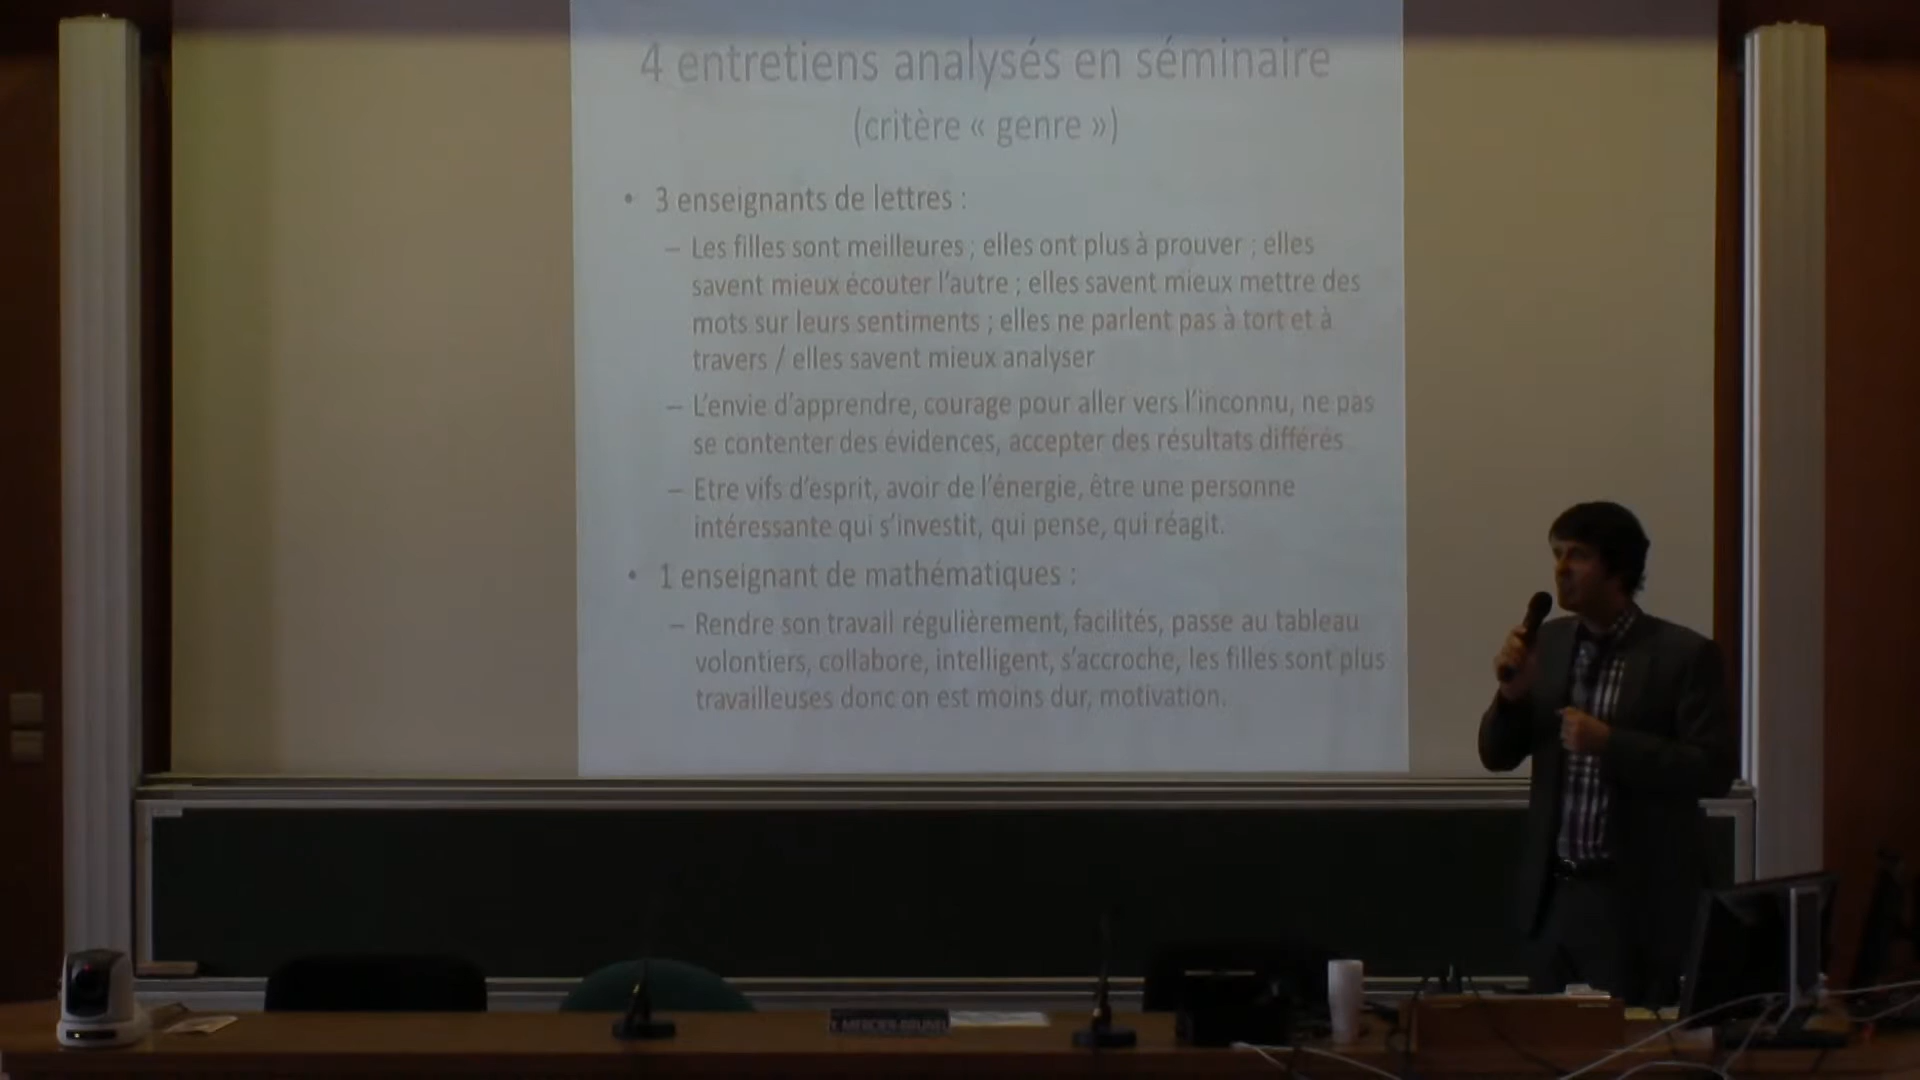 4 entretiens analysés en séminaire
(critère « genre »)
• 3 enseignants de lettres :
– Les filles sont meilleures ; elles ont plus à prouver ; elles
savent mieux écouter l'autre ; elles savent mieux mettre des
mots sur leurs sentiments ; elles ne parlent pas à tort et à
travers / elles savent mieux analyser
– L'envie d'apprendre, courage pour aller vers l'inconnu, ne pas
se contenter des évidences, accepter des résultats différés
– Etre vifs d'esprit, avoir de l'énergie, être une personne
intéressante qui s'investit, qui pense, qui réagit.
• 1 enseignant de mathématiques :
– Rendre son travail régulièrement, facilités, passe au tableau
volontiers, collabore, intelligent, s'accroche, les filles sont plus
travailleuses donc on est moins dur, motivation.
Y. MERCIER-BRUNEL